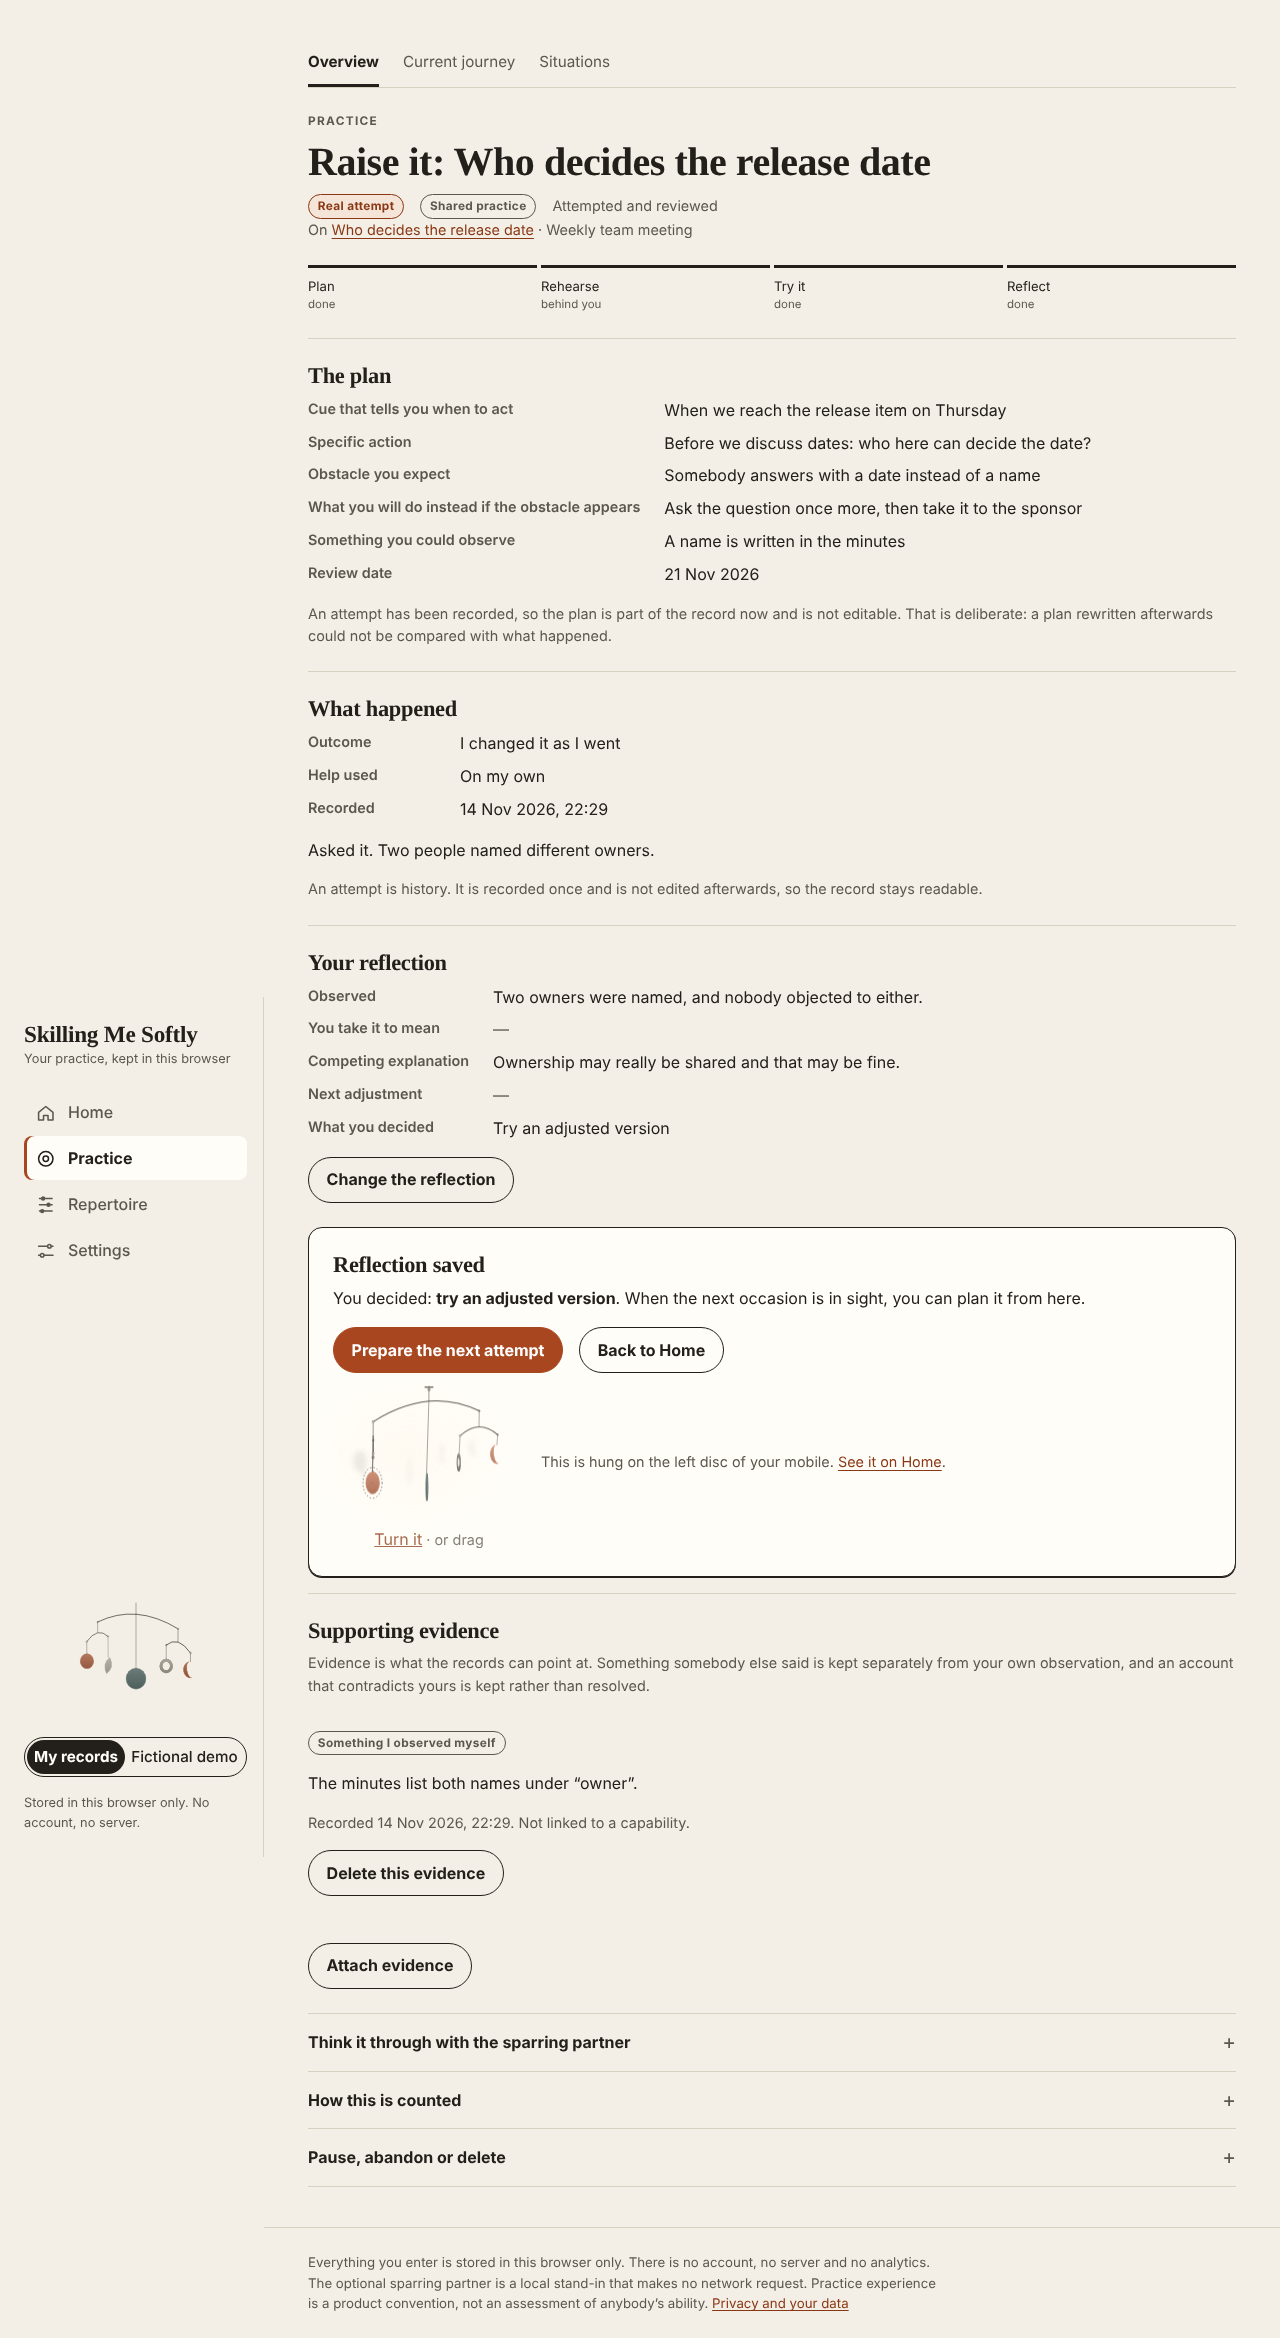 Overview Current journey Situations
PRACTICE
Raise it: Who decides the release date
Real attempt Shared practice Attempted and reviewed
On Who decides the release date · Weekly team meeting
Plan
done
Rehearse
behind you
Try it
done
Reflect
done
The plan
Cue that tells you when to act When we reach the release item on Thursday
Specific action Before we discuss dates: who here can decide the date?
Obstacle you expect Somebody answers with a date instead of a name
What you will do instead if the obstacle appears Ask the question once more, then take it to the sponsor
Something you could observe A name is written in the minutes
Review date 21 Nov 2026
An attempt has been recorded, so the plan is part of the record now and is not editable. That is deliberate: a plan rewritten afterwards
could not be compared with what happened.
What happened
Outcome I changed it as I went
Help used On my own
Recorded 14 Nov 2026, 22:29
Asked it. Two people named different owners.
An attempt is history. It is recorded once and is not edited afterwards, so the record stays readable.
Your reflection
Observed Two owners were named, and nobody objected to either.
You take it to mean —
Competing explanation Ownership may really be shared and that may be fine.
Next adjustment —
What you decided Try an adjusted version
Change the reflection
Reflection saved
You decided: try an adjusted version. When the next occasion is in sight, you can plan it from here.
Prepare the next attempt Back to Home
This is hung on the left disc of your mobile. See it on Home.
Turn it · or drag
Supporting evidence
Evidence is what the records can point at. Something somebody else said is kept separately from your own observation, and an account
that contradicts yours is kept rather than resolved.
Something I observed myself
The minutes list both names under “owner”.
Recorded 14 Nov 2026, 22:29. Not linked to a capability.
Delete this evidence
Attach evidence
Think it through with the sparring partner +
How this is counted +
Pause, abandon or delete +
Skilling Me Softly
Your practice, kept in this browser
Home
Practice
Repertoire
Settings
My records Fictional demo
Stored in this browser only. No
account, no server.
Everything you enter is stored in this browser only. There is no account, no server and no analytics.
The optional sparring partner is a local stand-in that makes no network request. Practice experience
is a product convention, not an assessment of anybody’s ability. Privacy and your data